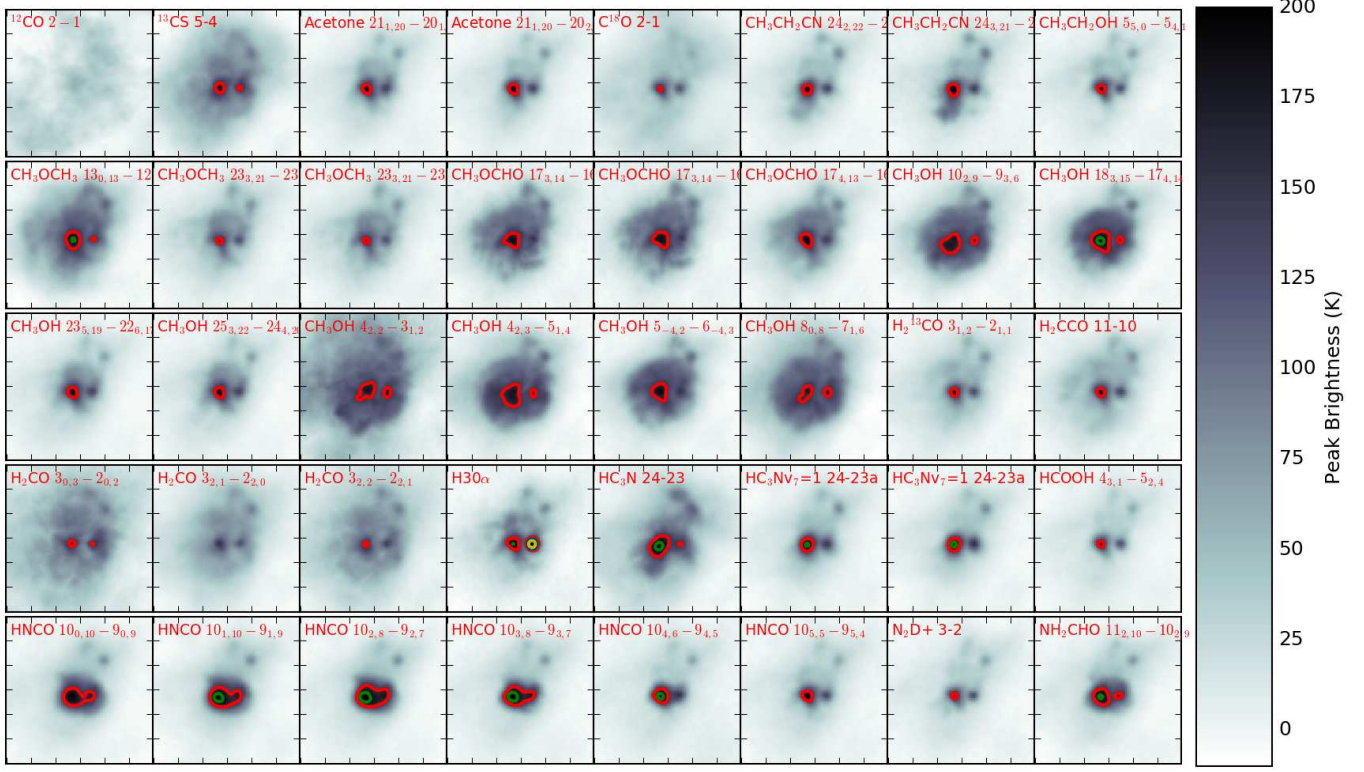 ¹²CO 2−1
¹³CS 5-4
Acetone 21₁,₂₀−20₁,
Acetone 21₁,₂₀−20₂,
C¹⁸O 2-1
CH₃CH₂CN 24₂,₂₂−2
CH₃CH₂CN 24₃,₂₁−2
CH₃CH₂OH 5₅,₀−5₄,₁
CH₃OCH₃ 13₀,₁₃−12
CH₃OCH₃ 23₃,₂₁−23
CH₃OCH₃ 23₃,₂₁−23
CH₃OCHO 17₃,₁₄−16
CH₃OCHO 17₃,₁₄−16
CH₃OCHO 17₄,₁₃−16
CH₃OH 10₂,₉−9₃,₆
CH₃OH 18₃,₁₅−17₄,₁₄
CH₃OH 23₅,₁₉−22₆,₁₇
CH₃OH 25₃,₂₂−24₄,₂₀
CH₃OH 4₂,₂−3₁,₂
CH₃OH 4₂,₃−5₁,₄
CH₃OH 5₋₄,₂−6₋₄,₃
CH₃OH 8₀,₈−7₁,₆
H₂¹³CO 3₁,₂−2₁,₁
H₂CCO 11-10
H₂CO 3₀,₃−2₀,₂
H₂CO 3₂,₁−2₂,₀
H₂CO 3₂,₂−2₂,₁
H30α
HC₃N 24-23
HC₃Nv₇=1 24-23a
HC₃Nv₇=1 24-23a
HCOOH 4₃,₁−5₂,₄
HNCO 10₀,₁₀−9₀,₉
HNCO 10₁,₁₀−9₁,₉
HNCO 10₂,₈−9₂,₇
HNCO 10₃,₈−9₃,₇
HNCO 10₄,₆−9₄,₅
HNCO 10₅,₅−9₅,₄
N₂D+ 3-2
NH₂CHO 11₂,₁₀−10₂,₉
200
175
150
125
100
75
50
25
0
Peak Brightness (K)